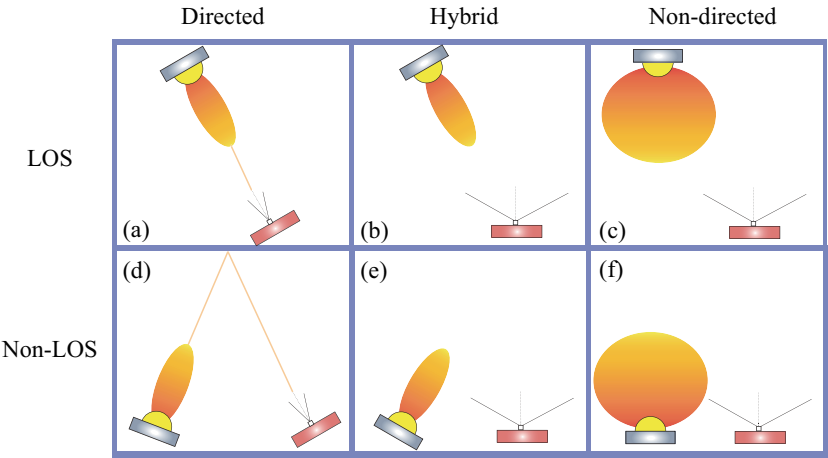 Directed Hybrid Non-directed
LOS
(a) (b) (c)
(d) (e) (f)
Non-LOS